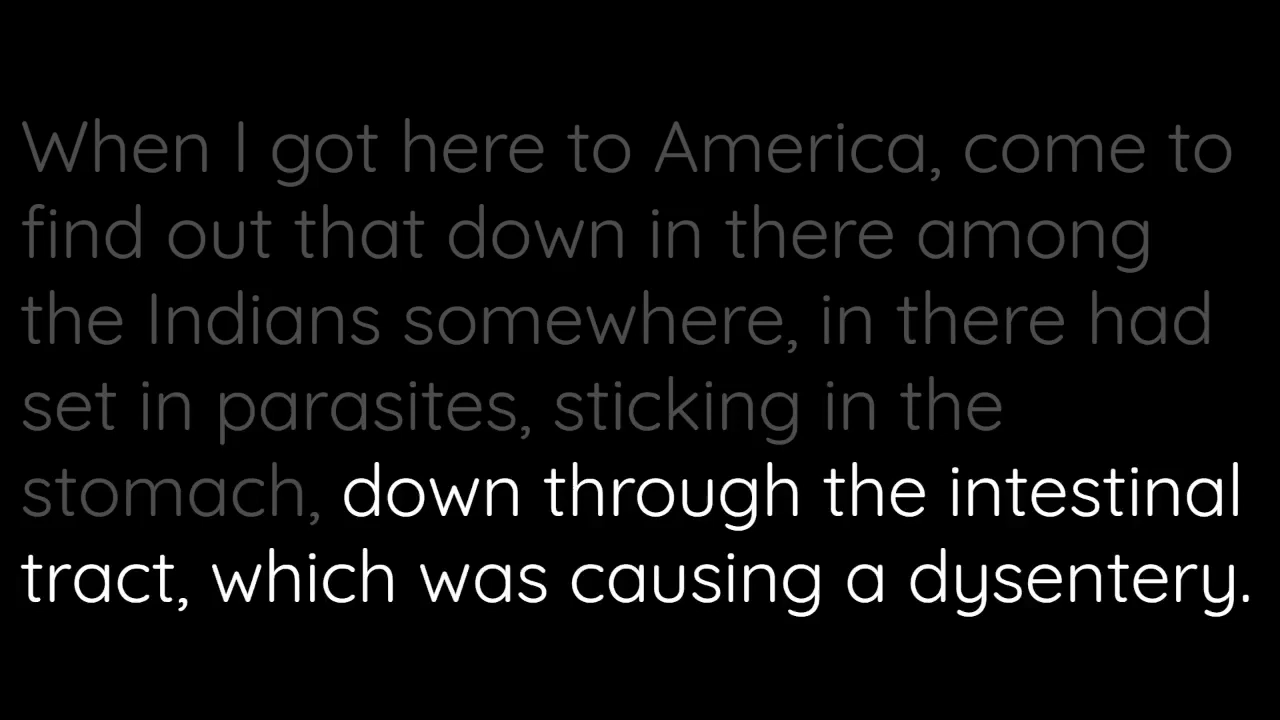 When I got here to America, come to
find out that down in there among
the Indians somewhere, in there had
set in parasites, sticking in the
stomach, down through the intestinal
tract, which was causing a dysentery.